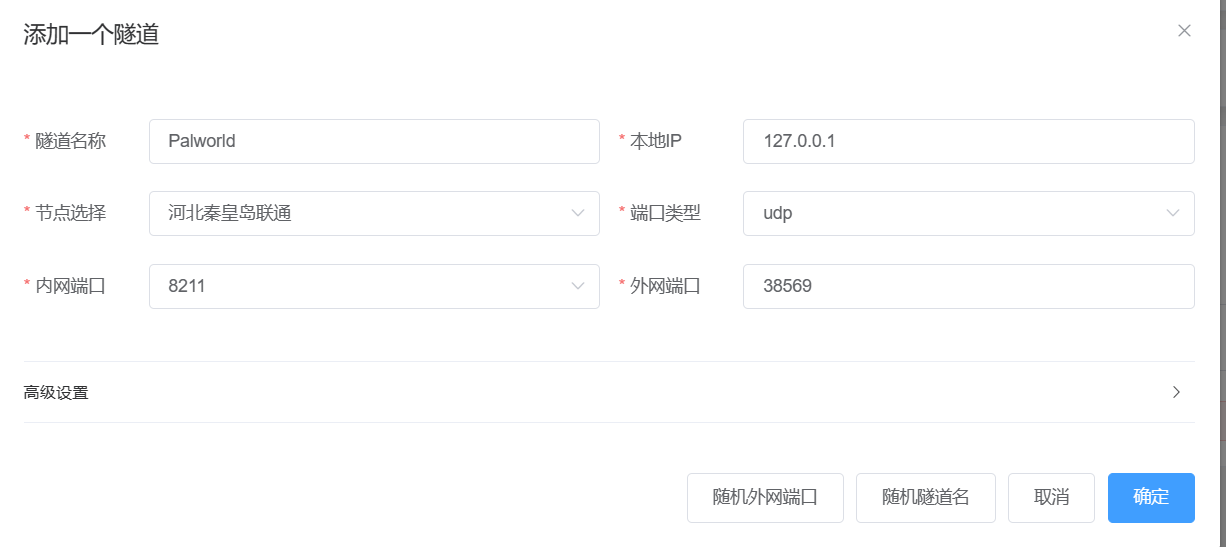 添加一个隧道
* 隧道名称 Palworld * 本地IP 127.0.0.1
* 节点选择 河北秦皇岛联通 * 端口类型 udp
* 内网端口 8211 * 外网端口 38569
高级设置
随机外网端口 随机隧道名 取消 确定